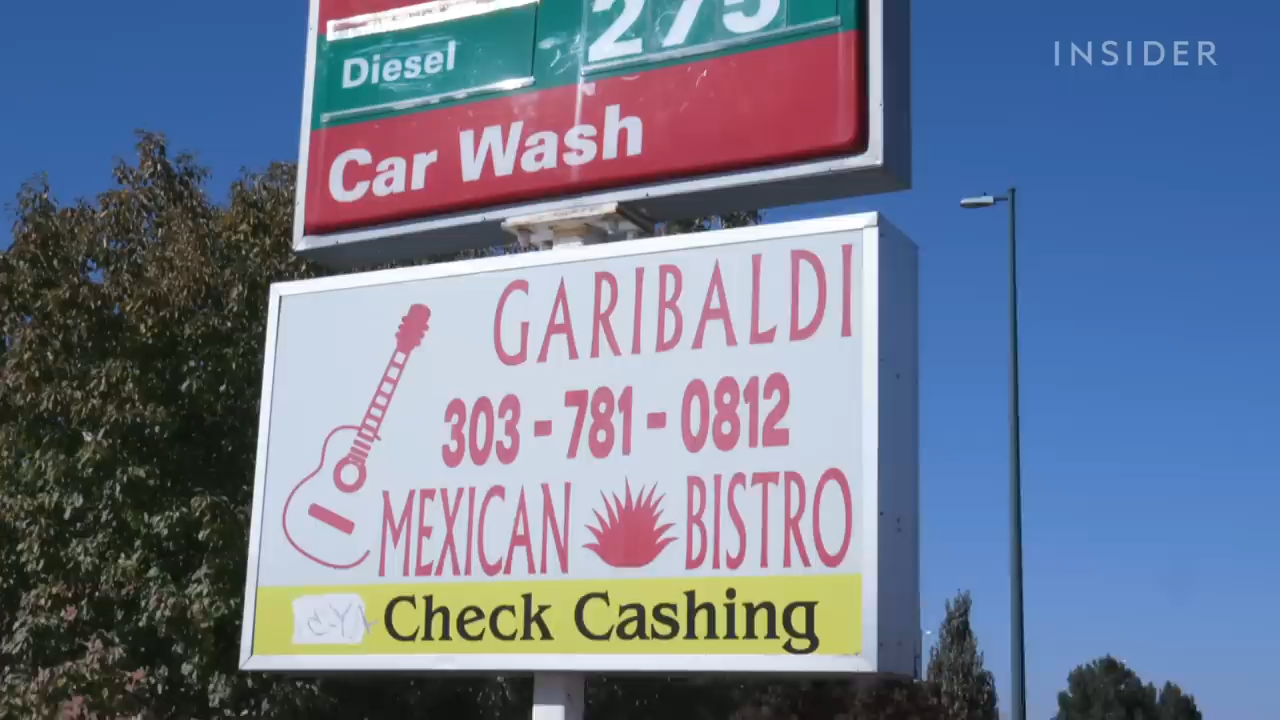 INSIDER
Diesel 275
Car Wash
GARIBALDI
303-781-0812
MEXICAN BISTRO
Check Cashing